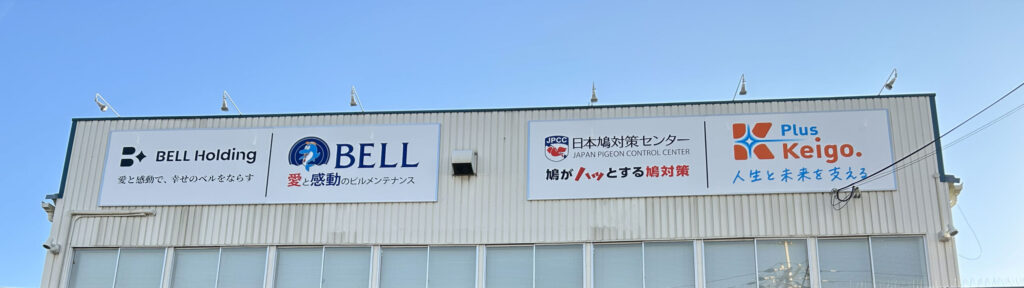 BELL Holding
愛と感動で、幸せのベルをならす
BELL
愛と感動のビルメンテナンス
JPCC
日本鳩対策センター
JAPAN PIGEON CONTROL CENTER
鳩がハッとする鳩対策
Plus
Keigo.
人生と未来を支える